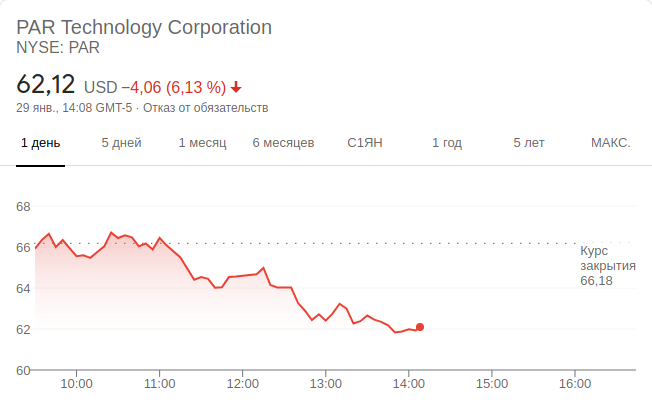 PAR Technology Corporation
NYSE: PAR
62,12 USD −4,06 (6,13 %)
29 янв., 14:08 GMT-5 · Отказ от обязательств
1 день 5 дней 1 месяц 6 месяцев С1ЯН 1 год 5 лет МАКС.
68
66
64
62
60
Курс
закрытия
66,18
10:00 11:00 12:00 13:00 14:00 15:00 16:00